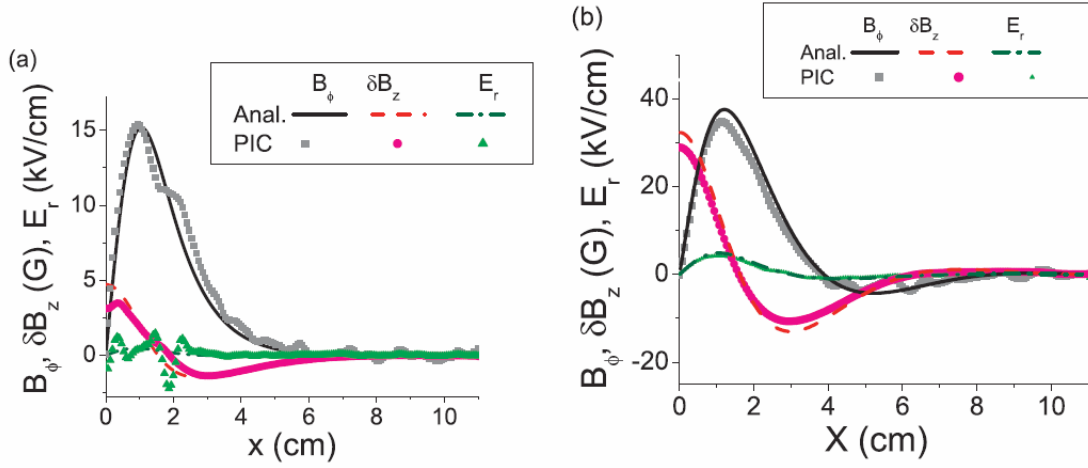 (a)
B_ϕ δB_z E_r
Anal.
PIC
B_ϕ, δB_z (G), E_r (kV/cm)
15
10
5
0
0 2 4 6 8 10
x (cm)
(b)
B_ϕ δB_z E_r
Anal.
PIC
B_ϕ, δB_z (G), E_r (kV/cm)
40
20
0
-20
0 2 4 6 8 10
X (cm)